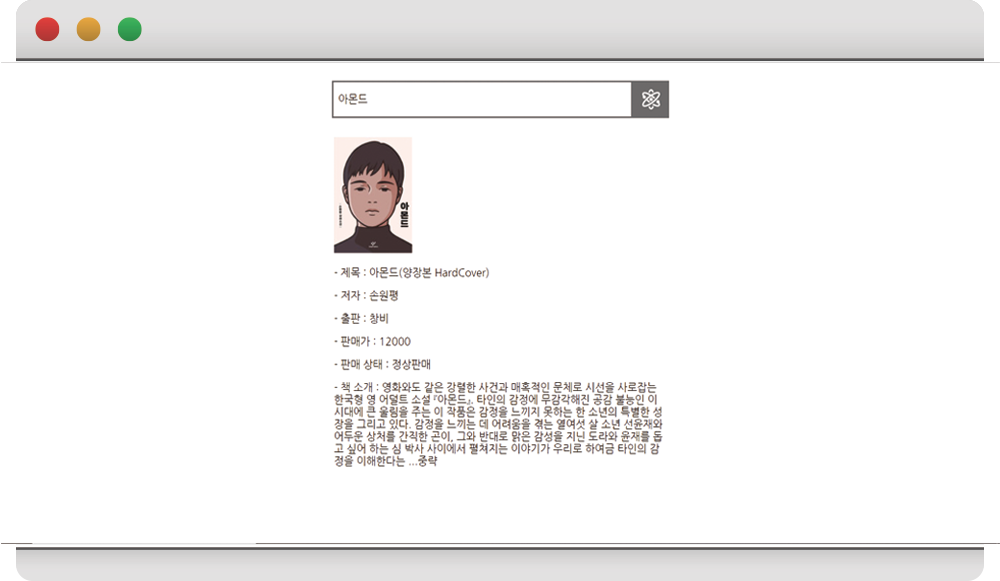 아몬드
아몬드
- 제목 : 아몬드(양장본 HardCover)
- 저자 : 손원평
- 출판 : 창비
- 판매가 : 12000
- 판매 상태 : 정상판매
- 책 소개 : 영화와도 같은 강렬한 사건과 매혹적인 문체로 시선을 사로잡는
한국형 영 어덜트 소설 『아몬드』. 타인의 감정에 무감각해진 공감 불능인 이
시대에 큰 울림을 주는 이 작품은 감정을 느끼지 못하는 한 소년의 특별한 성
장을 그리고 있다. 감정을 느끼는 데 어려움을 겪는 열여섯 살 소년 선윤재와
어두운 상처를 간직한 곤이, 그와 반대로 맑은 감성을 지닌 도라와 윤재를 돕
고 싶어 하는 심 박사 사이에서 펼쳐지는 이야기가 우리로 하여금 타인의 감
정을 이해한다는 ...중략